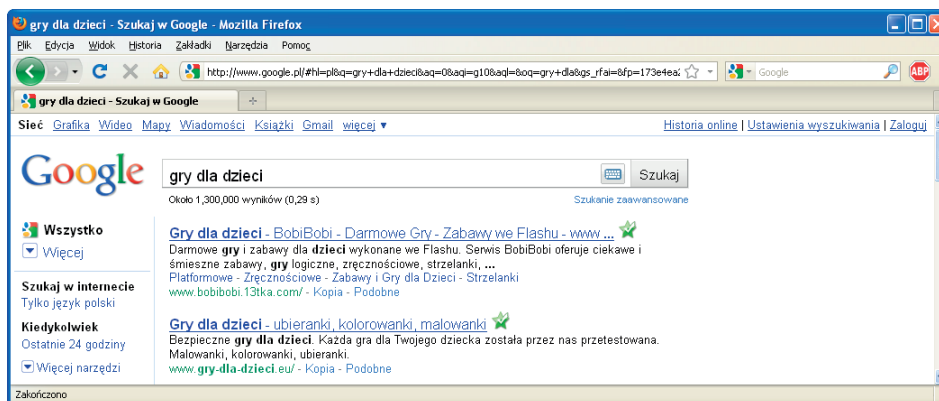 gry dla dzieci - Szukaj w Google - Mozilla Firefox
Plik Edycja Widok Historia Zakładki Narzędzia Pomoc
http://www.google.pl/#hl=pl&q=gry+dla+dzieci&aq=0&aqi=g10&aql=&oq=gry+dla&gs_rfai=&fp=173e4ea2 Google ABP
gry dla dzieci - Szukaj w Google
Sieć Grafika Wideo Mapy Wiadomości Książki Gmail więcej ▼ Historia online | Ustawienia wyszukiwania | Zaloguj
Google gry dla dzieci Szukaj
Około 1,300,000 wyników (0,29 s) Szukanie zaawansowane
Wszystko
Więcej
Szukaj w internecie
Tylko język polski
Kiedykolwiek
Ostatnie 24 godziny
Więcej narzędzi
Gry dla dzieci - BobiBobi - Darmowe Gry - Zabawy we Flashu - www ...
Darmowe gry i zabawy dla dzieci wykonane we Flashu. Serwis BobiBobi oferuje ciekawe i
śmieszne zabawy, gry logiczne, zręcznościowe, strzelanki, ...
Platformowe - Zręcznościowe - Zabawy i Gry dla Dzieci - Strzelanki
www.bobibobi.13tka.com/ - Kopia - Podobne
Gry dla dzieci - ubieranki, kolorowanki, malowanki
Bezpieczne gry dla dzieci. Każda gra dla Twojego dziecka została przez nas przetestowana.
Malowanki, kolorowanki, ubieranki.
www.gry-dla-dzieci.eu/ - Kopia - Podobne
Zakończono